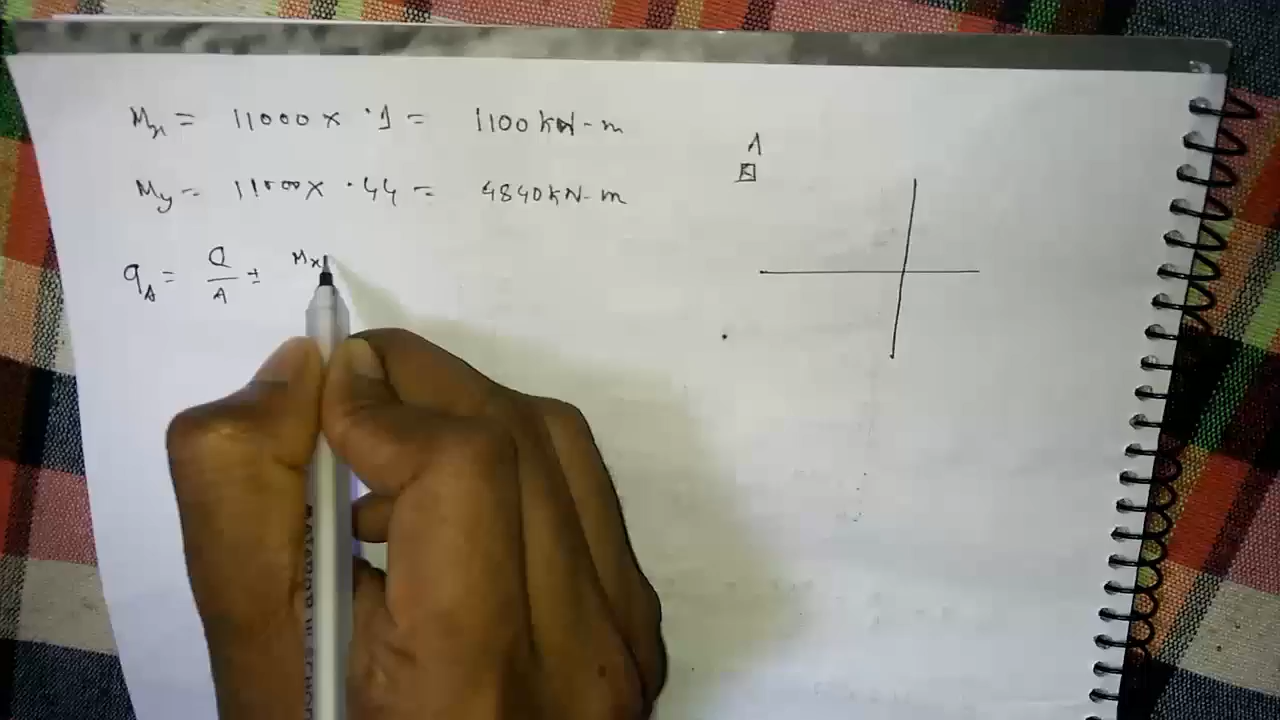 Mx = 11000 x .1 = 1100 kN-m
My = 11000 x .44 = 4840 kN-m
A
qA = Q/A ± Mx